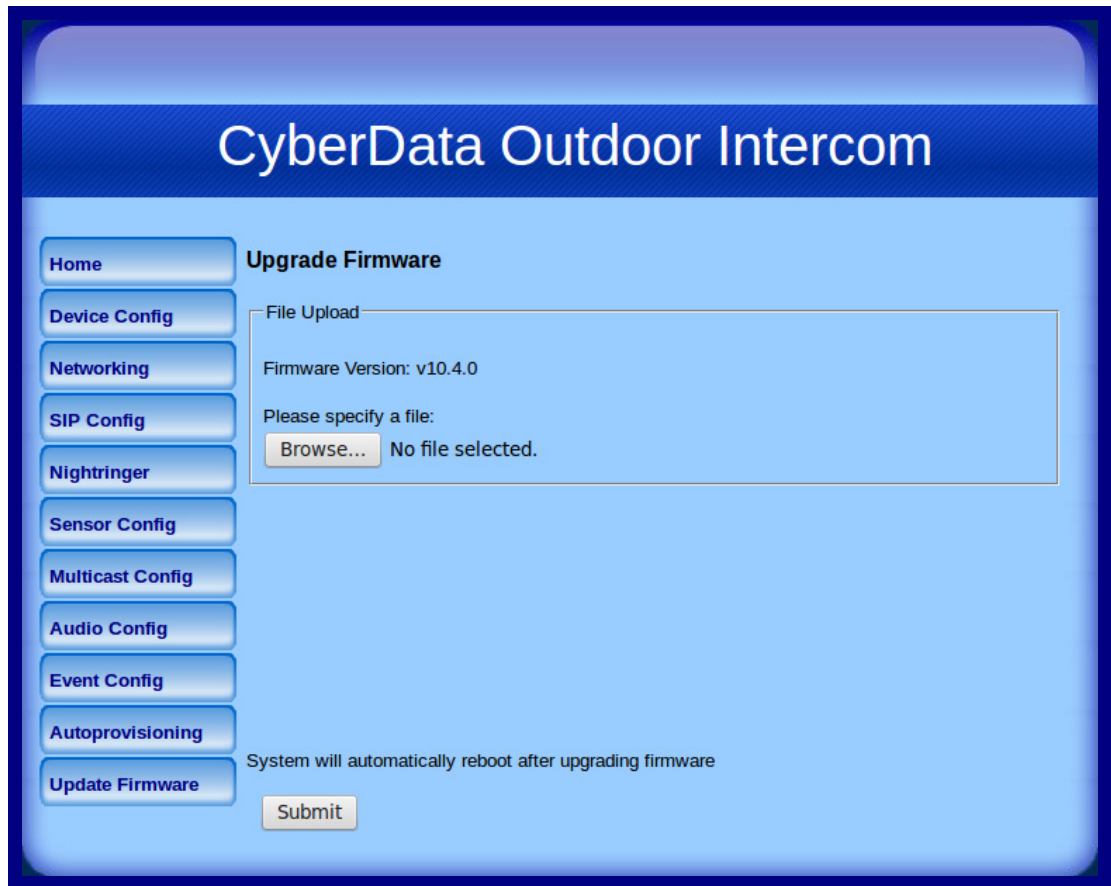 CyberData Outdoor Intercom
Home
Device Config
Networking
SIP Config
Nightringer
Sensor Config
Multicast Config
Audio Config
Event Config
Autoprovisioning
Update Firmware
Upgrade Firmware
File Upload
Firmware Version: v10.4.0
Please specify a file:
Browse... No file selected.
System will automatically reboot after upgrading firmware
Submit